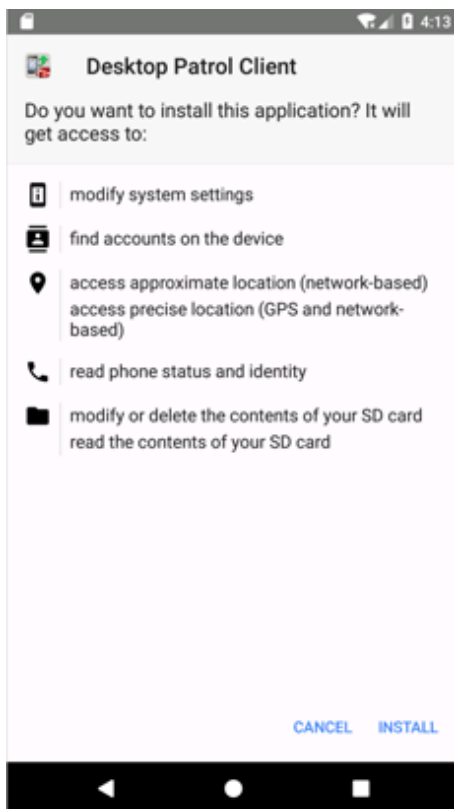 4:13
Desktop Patrol Client
Do you want to install this application? It will
get access to:
modify system settings
find accounts on the device
access approximate location (network-based)
access precise location (GPS and network-
based)
read phone status and identity
modify or delete the contents of your SD card
read the contents of your SD card
CANCEL INSTALL